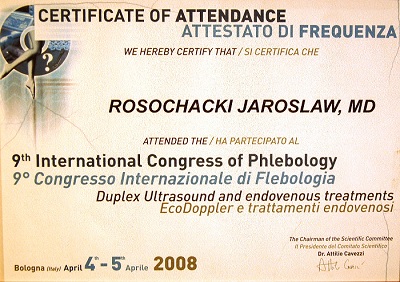 CERTIFICATE OF ATTENDANCE
ATTESTATO DI FREQUENZA
WE HEREBY CERTIFY THAT / SI CERTIFICA CHE
?
ROSOCHACKI JAROSLAW, MD
ATTENDED THE / HA PARTECIPATO AL
9th International Congress of Phlebology
9° Congresso Internazionale di Flebologia
Duplex Ultrasound and endovenous treatments
EcoDoppler e trattamenti endovenosi
The Chairman of the Scientific Committee
Il Presidente del Comitato Scientifico
Dr. Attilio Cavezzi
Bologna (Italy) April 4th - 5th Aprile 2008